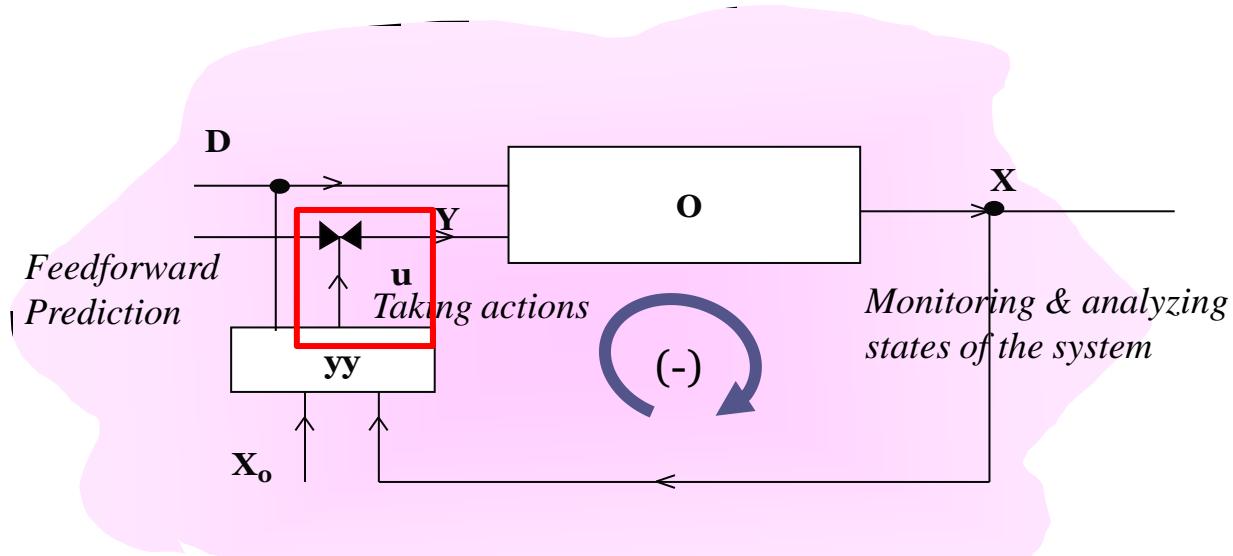 D
X
Y
O
Feedforward
Prediction
u
Taking actions
Monitoring & analyzing
states of the system
yy
(-)
Xₒ